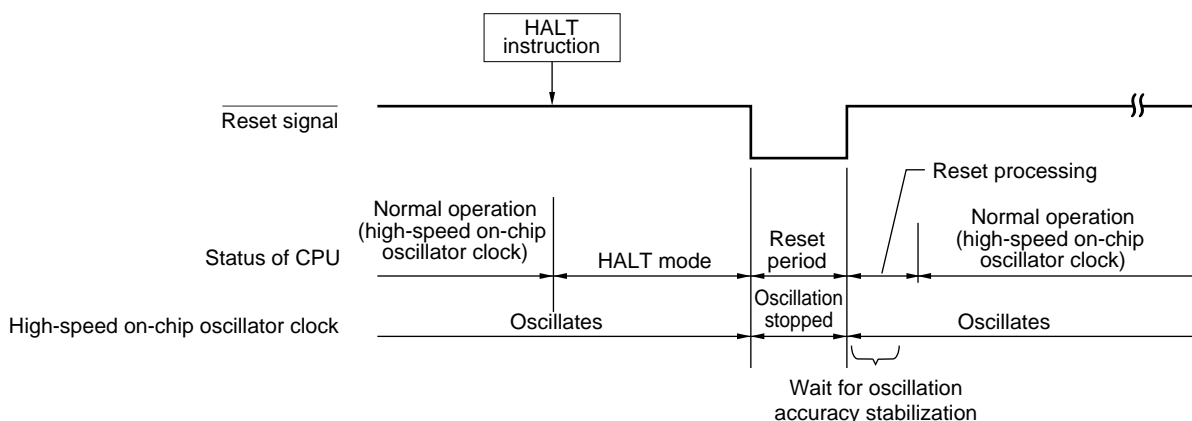 HALT
instruction
Reset signal
Reset processing
Normal operation
(high-speed on-chip
oscillator clock)
Status of CPU
HALT mode
Reset
period
Normal operation
(high-speed on-chip
oscillator clock)
High-speed on-chip oscillator clock
Oscillates
Oscillation
stopped
Oscillates
Wait for oscillation
accuracy stabilization